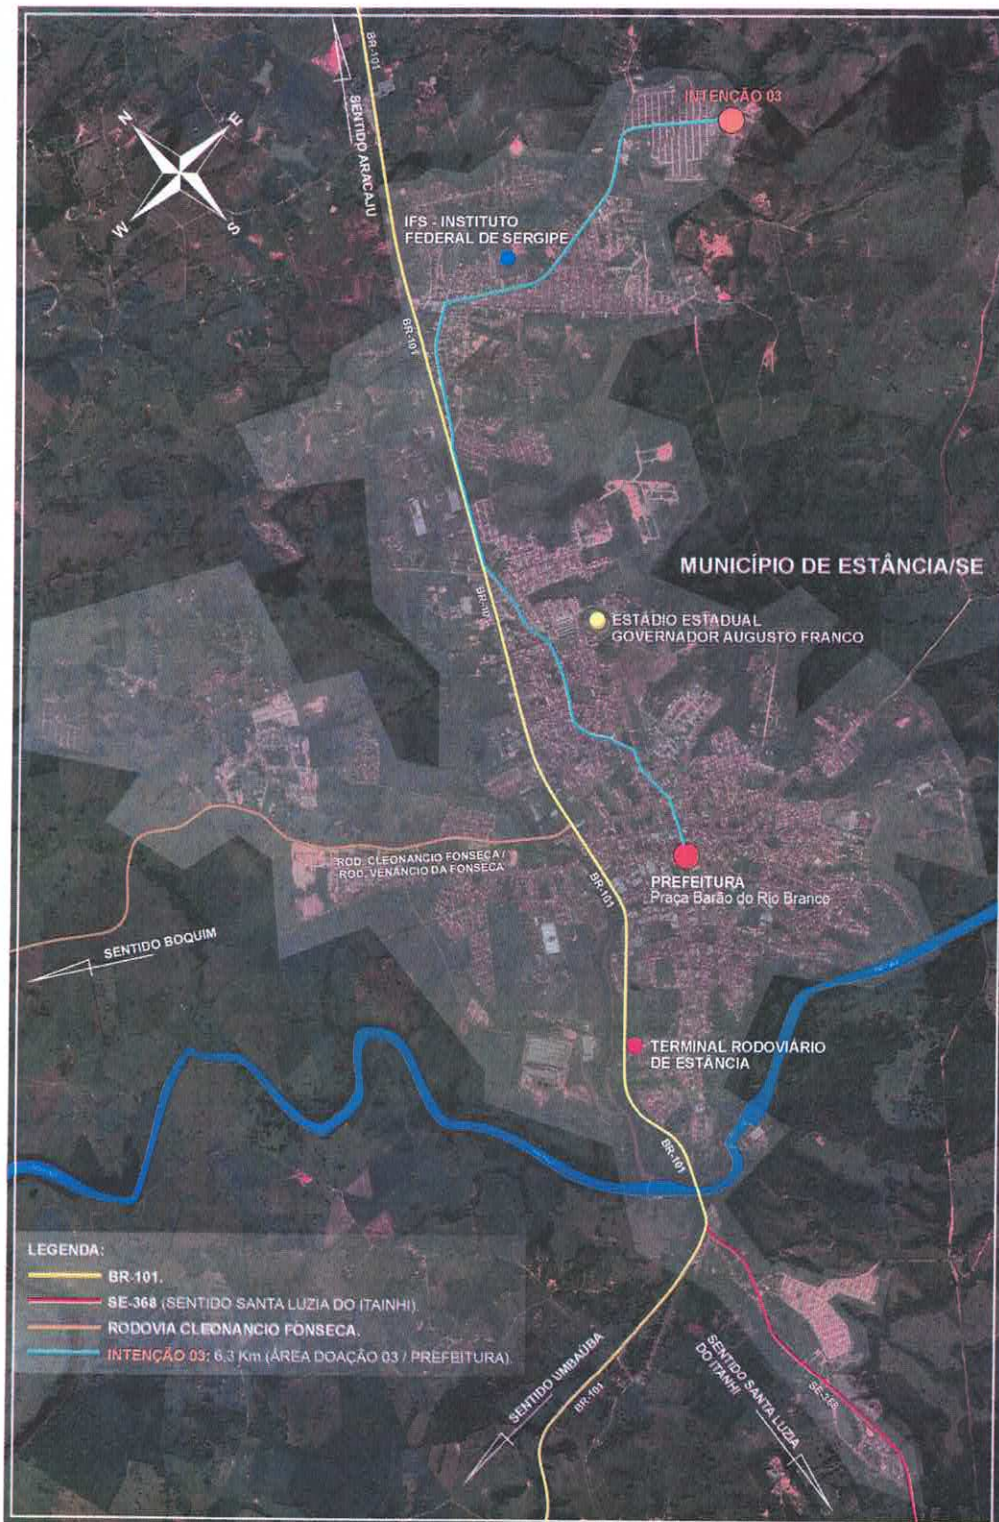 BR-101
SENTIDO ARACAJU
INTENÇÃO 03
N
E
W
S
IFS - INSTITUTO
FEDERAL DE SERGIPE
BR-101
MUNICÍPIO DE ESTÂNCIA/SE
BR-10
ESTÁDIO ESTADUAL
GOVERNADOR AUGUSTO FRANCO
ROD. CLEONANCIO FONSECA /
ROD. VENANCIO DA FONSECA
BR-101
PREFEITURA
Praça Barão do Rio Branco
SENTIDO BOQUIM
TERMINAL RODOVIÁRIO
DE ESTÂNCIA
BR-101
LEGENDA:
BR-101.
SE-368 (SENTIDO SANTA LUZIA DO ITAINHI).
RODOVIA CLEONANCIO FONSECA.
INTENÇÃO 03: 6,3 Km (ÁREA DOAÇÃO 03 / PREFEITURA).
SENTIDO UMBAÚBA
BR-101
SENTIDO SANTA LUZIA
DO ITANHI
SE-368